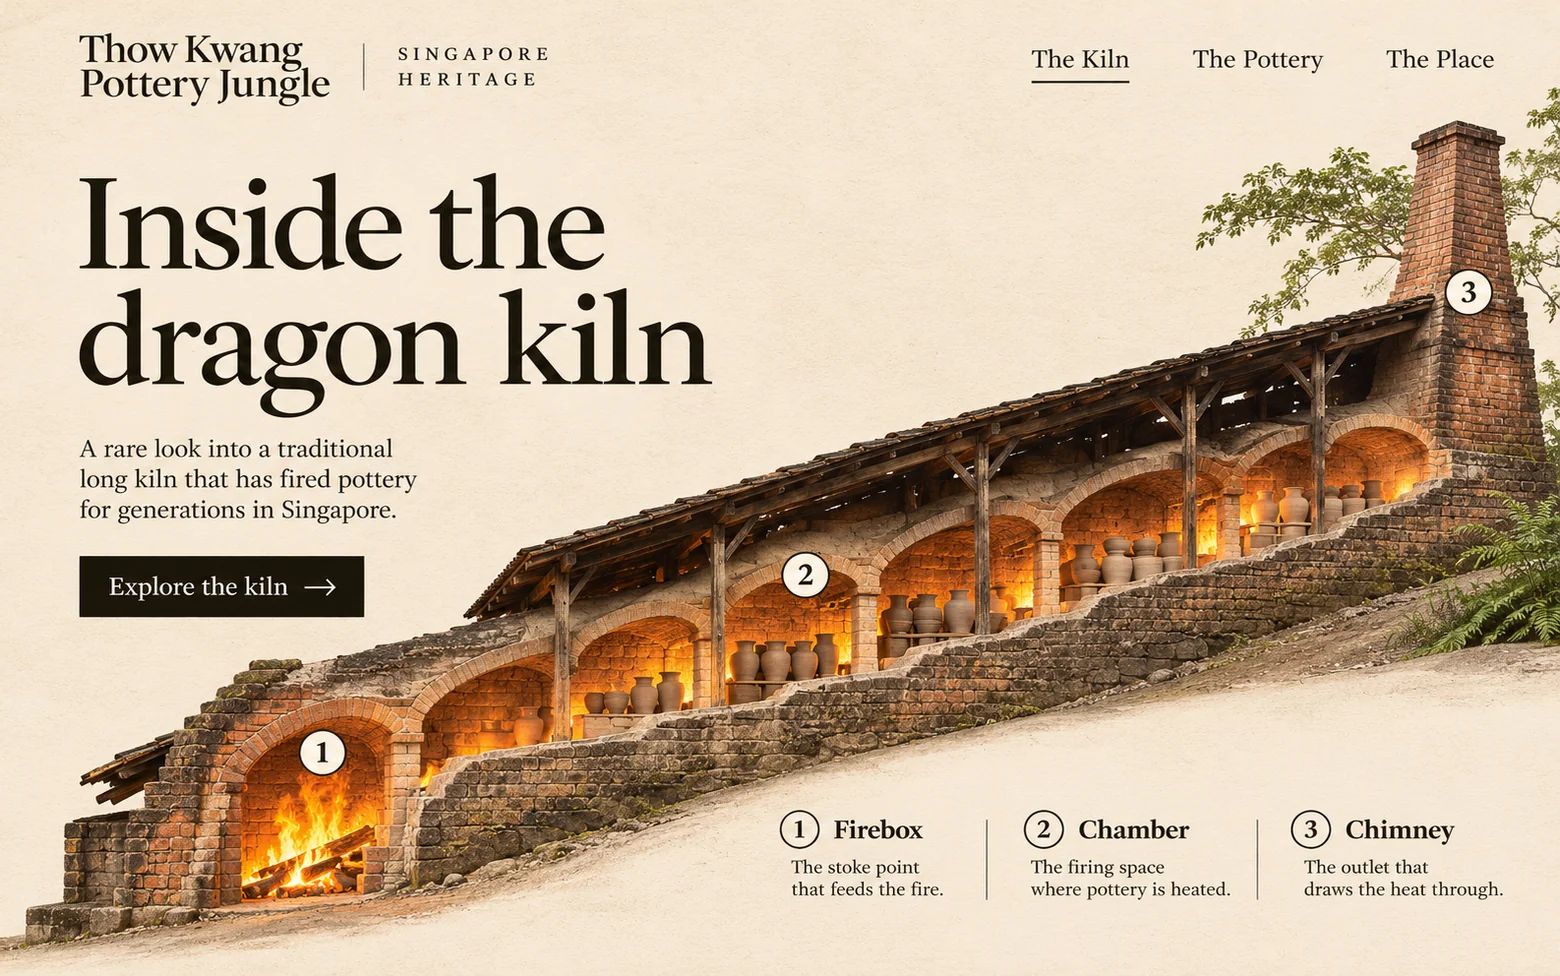 Thow Kwang
Pottery Jungle
SINGAPORE
HERITAGE
The Kiln
The Pottery
The Place
Inside the
dragon kiln
A rare look into a traditional
long kiln that has fired pottery
for generations in Singapore.
Explore the kiln →
3
2
1
1 Firebox
The stoke point
that feeds the fire.
2 Chamber
The firing space
where pottery is heated.
3 Chimney
The outlet that
draws the heat through.